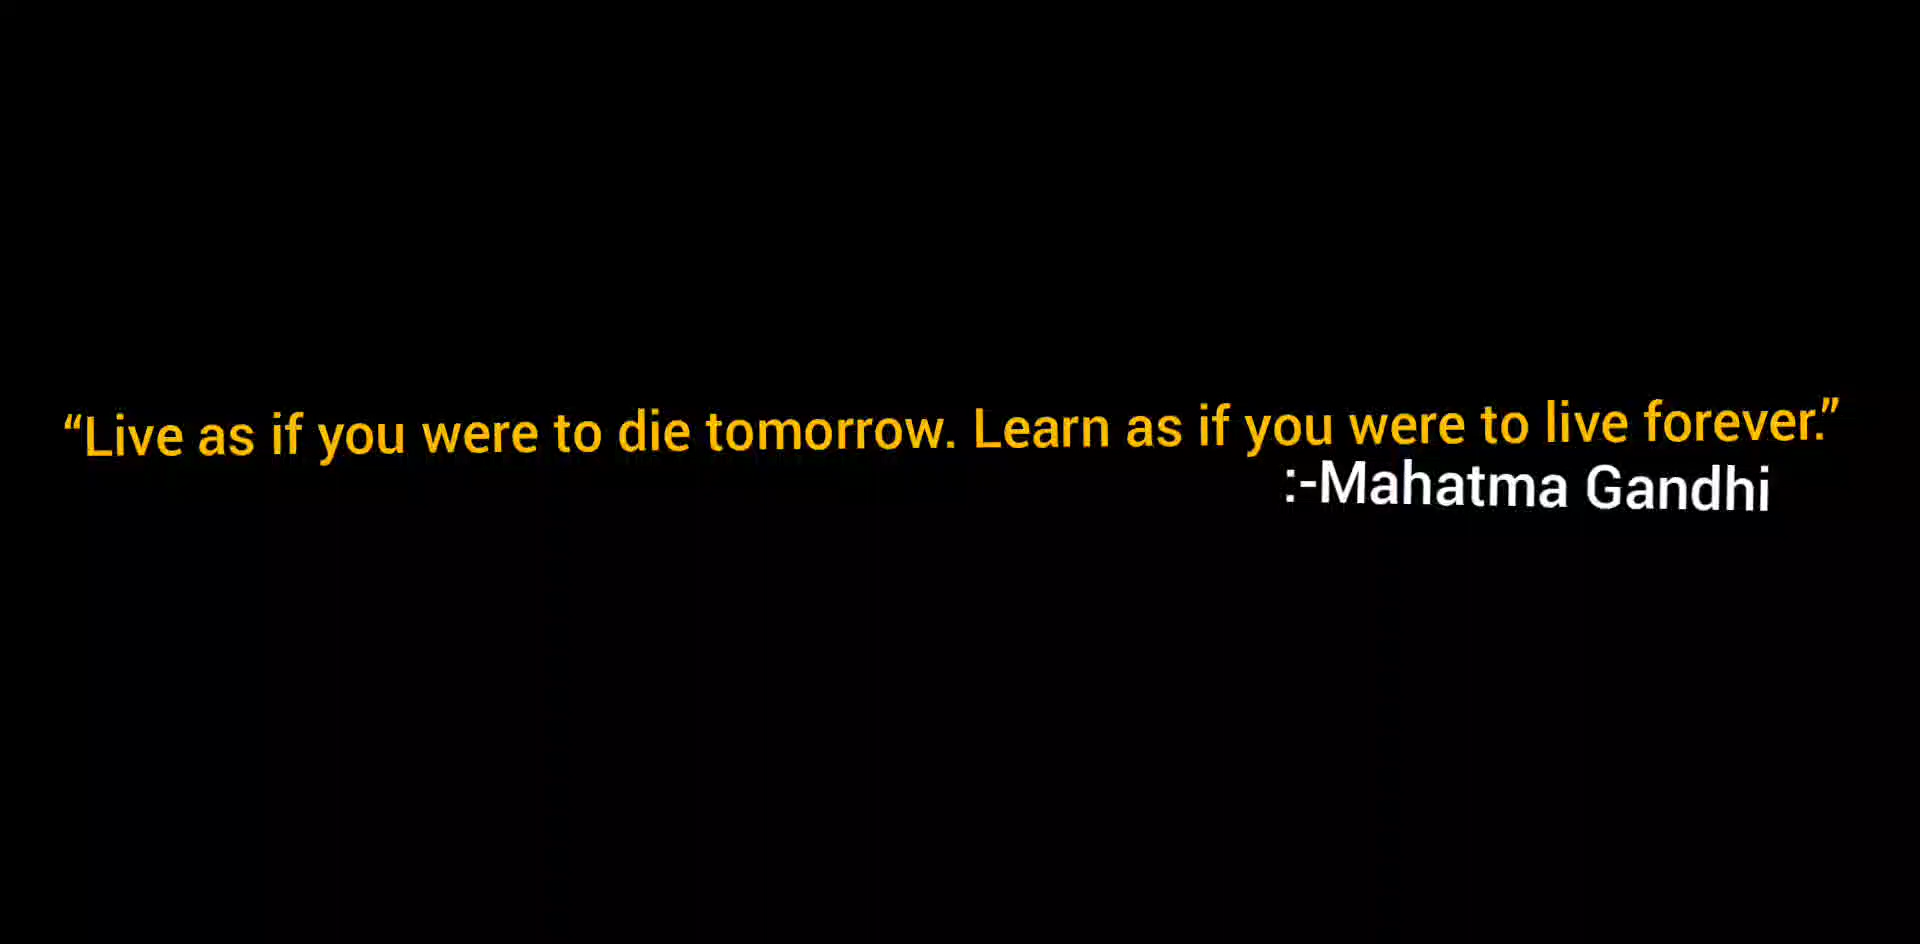 “Live as if you were to die tomorrow. Learn as if you were to live forever.”
:-Mahatma Gandhi